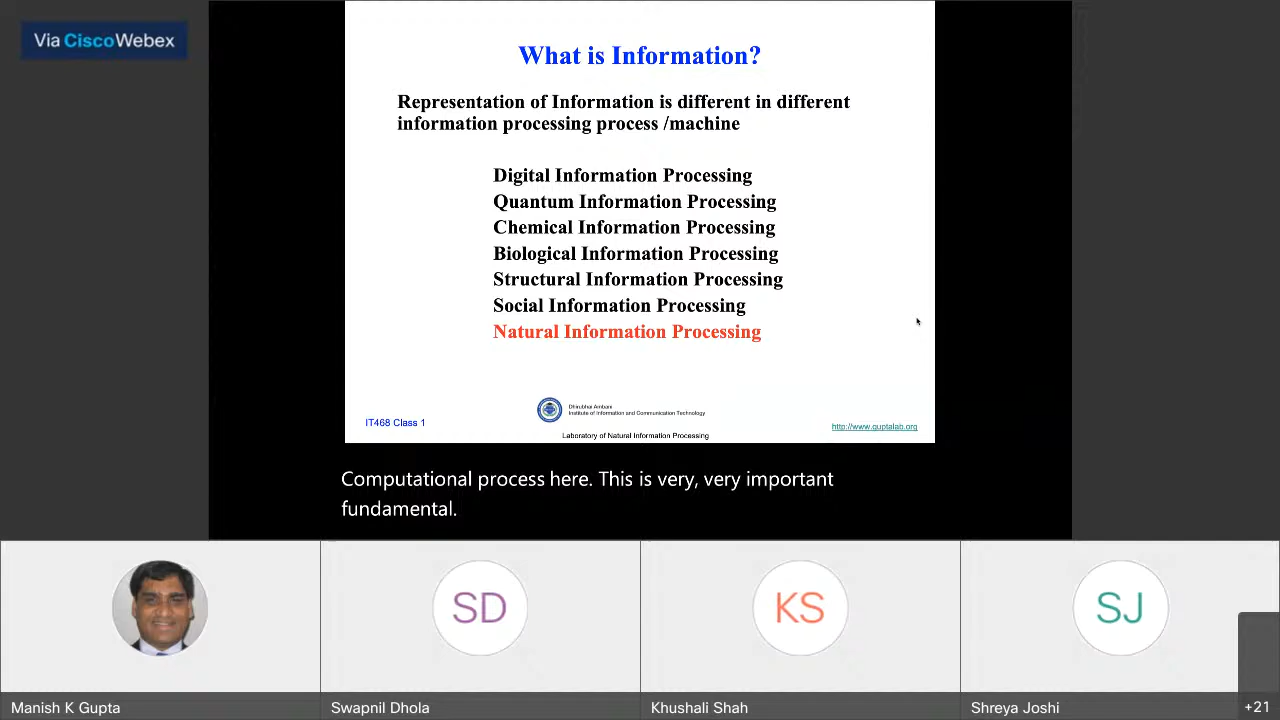 Via Cisco Webex
What is Information?
Representation of Information is different in different
information processing process /machine
Digital Information Processing
Quantum Information Processing
Chemical Information Processing
Biological Information Processing
Structural Information Processing
Social Information Processing
Natural Information Processing
Dhirubhai Ambani
Institute of Information and Communication Technology
IT468 Class 1
http://www.guptalab.org
Laboratory of Natural Information Processing
Computational process here. This is very, very important
fundamental.
SD
KS
SJ
Manish K Gupta
Swapnil Dhola
Khushali Shah
Shreya Joshi
+21